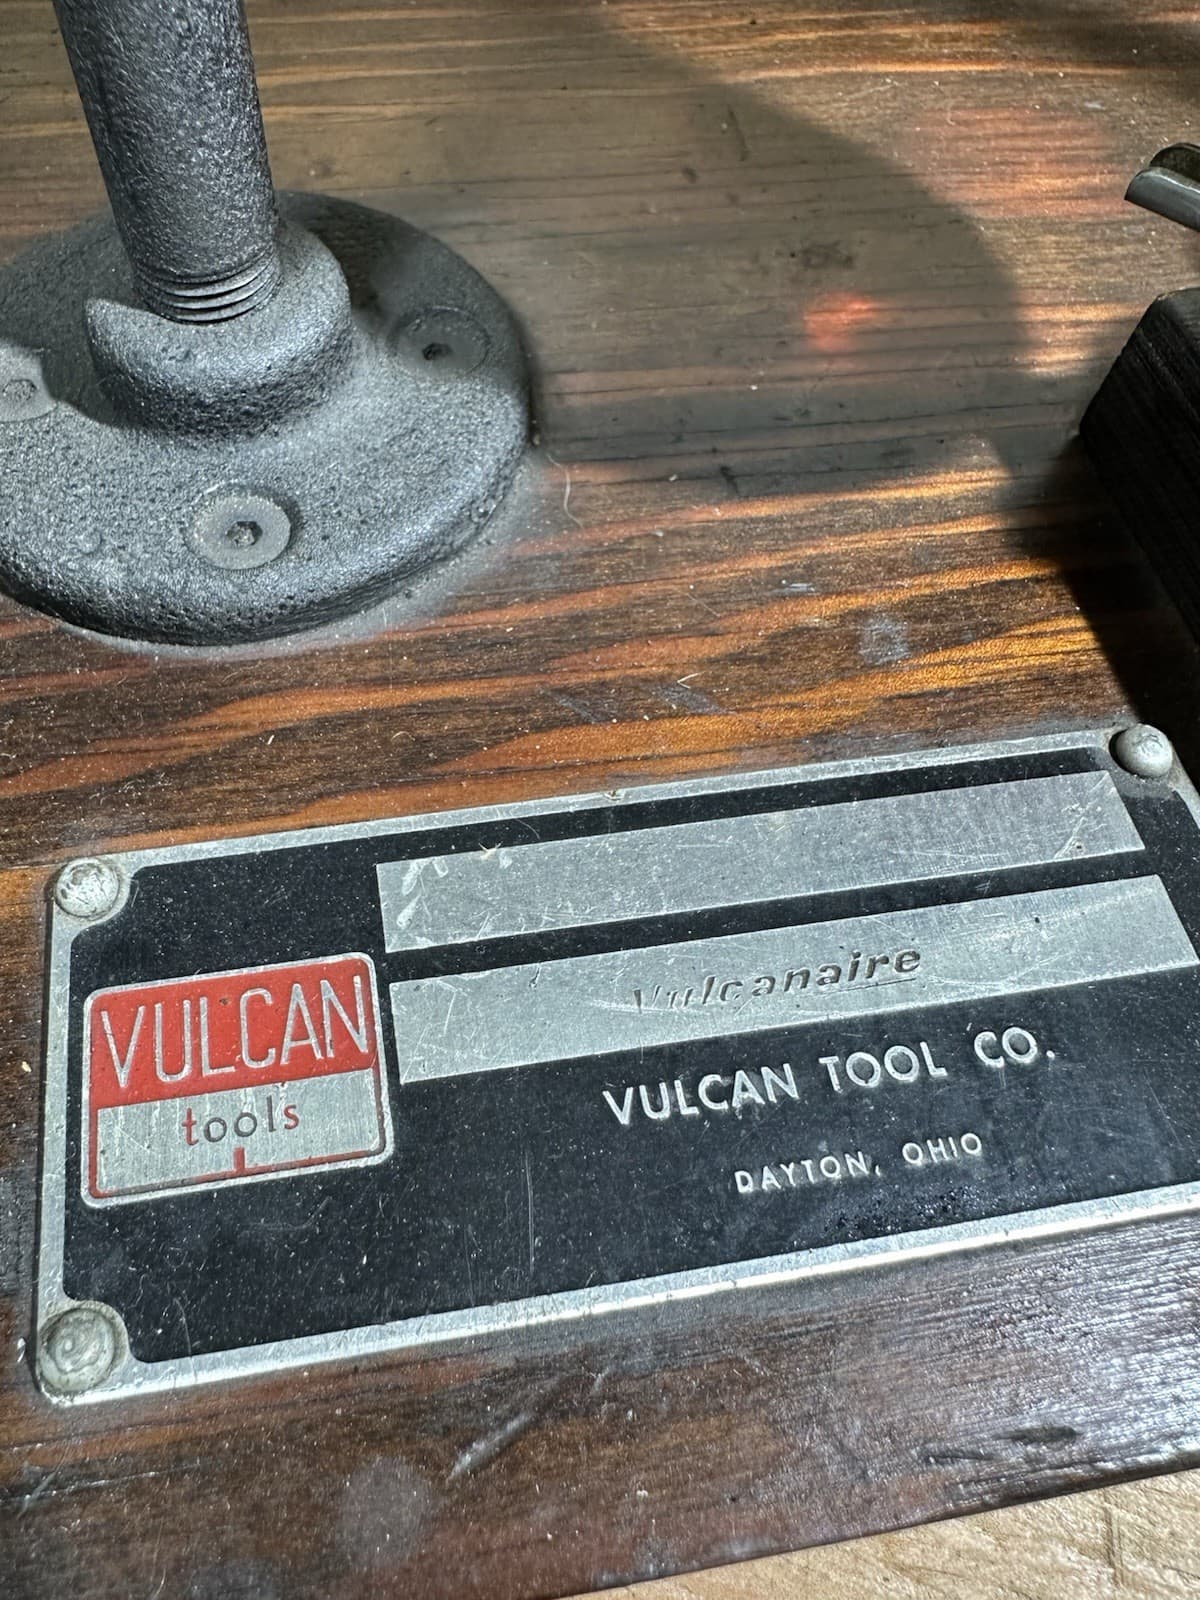 Vulcanaire
VULCAN
tools
VULCAN TOOL CO.
DAYTON, OHIO